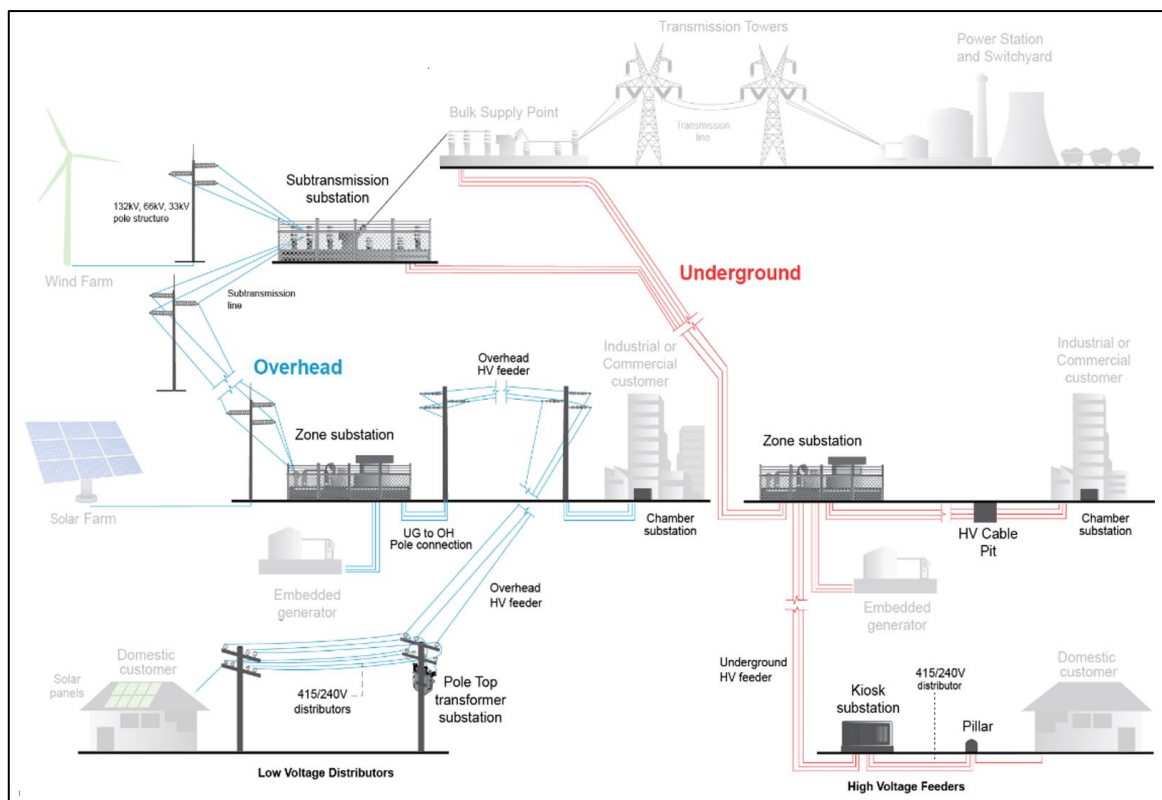 Transmission Towers
Power Station
and Switchyard
Bulk Supply Point
Transmission
line
Subtransmission
substation
132kV, 66kV, 33kV
pole structure
Wind Farm
Underground
Subtransmission
line
Overhead
Overhead
HV feeder
Industrial or
Commercial
customer
Industrial or
Commercial
customer
Zone substation
Zone substation
Solar Farm
UG to OH
Pole connection
Chamber
substation
HV Cable
Pit
Chamber
substation
Embedded
generator
Overhead
HV feeder
Embedded
generator
Domestic
customer
Solar
panels
415/240V
distributors
Pole Top
transformer
substation
Underground
HV feeder
Kiosk
substation
415/240V
distributor
Pillar
Domestic
customer
Low Voltage Distributors
High Voltage Feeders